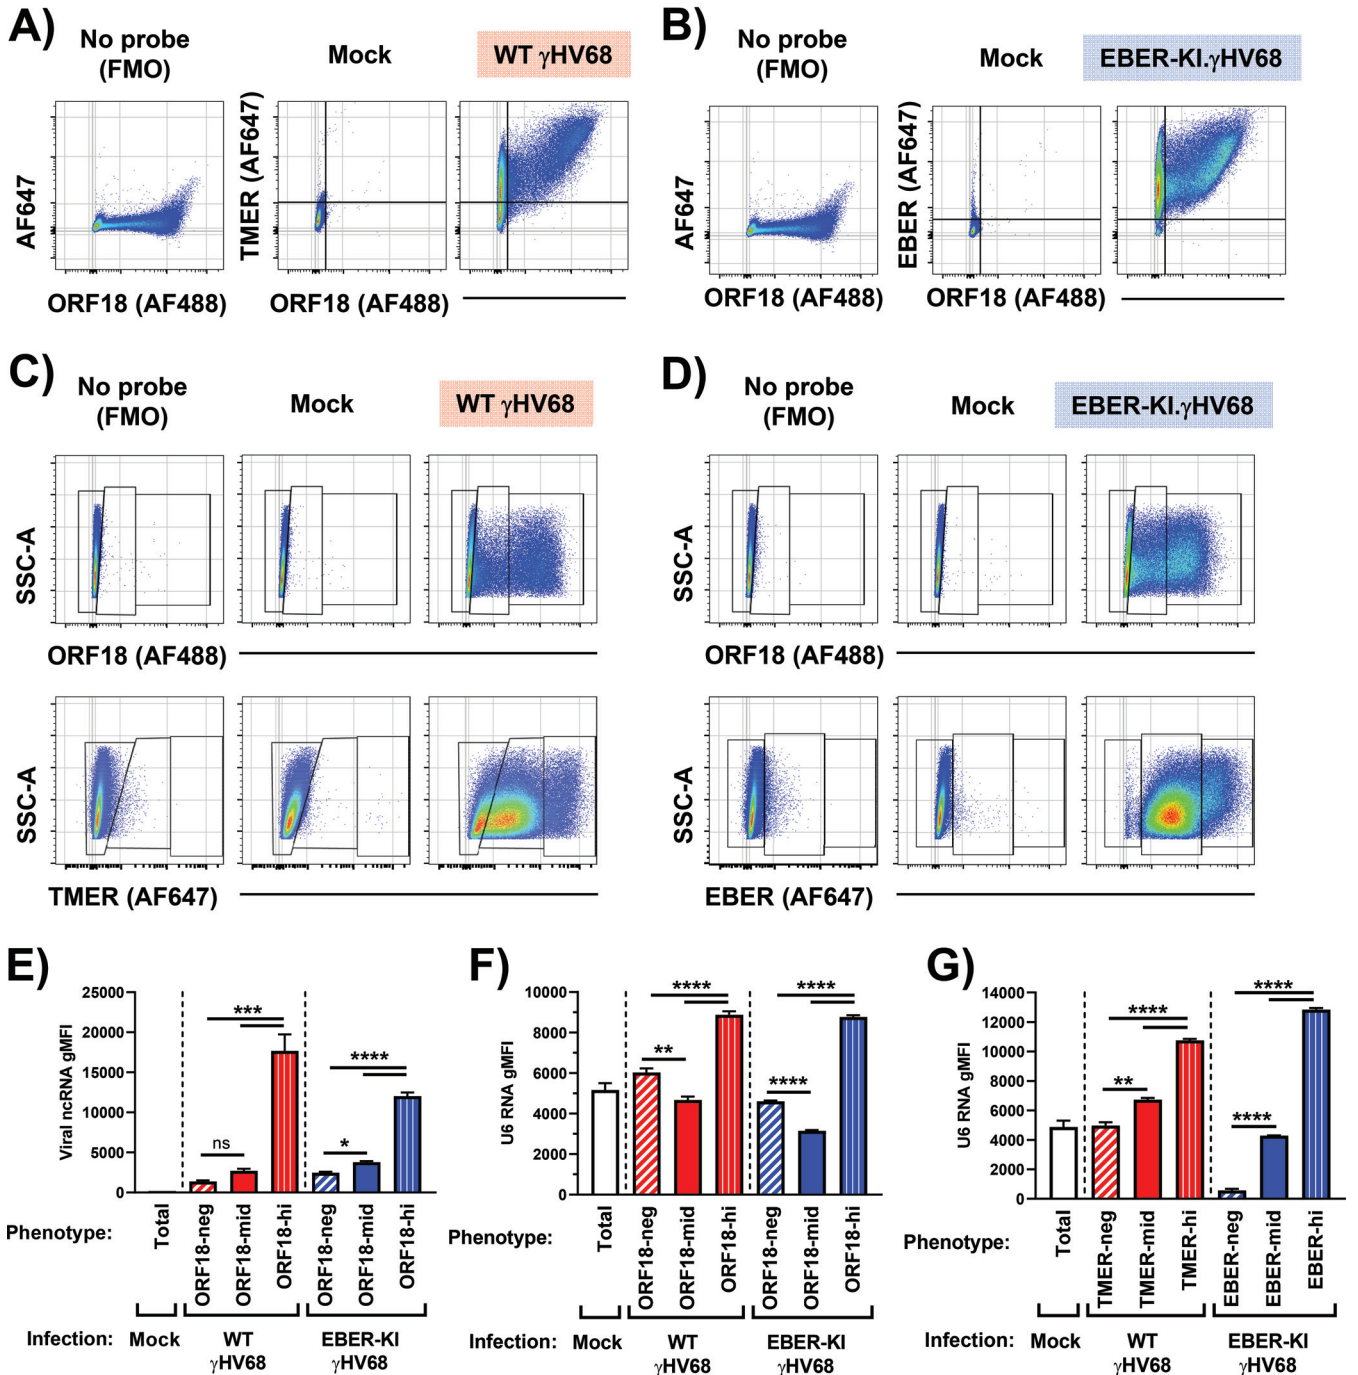 A)
No probe
(FMO)
Mock
WT γHV68
AF647
TMER (AF647)
ORF18 (AF488)
ORF18 (AF488)
B)
No probe
(FMO)
Mock
EBER-KI.γHV68
AF647
EBER (AF647)
ORF18 (AF488)
ORF18 (AF488)
C)
No probe
(FMO)
Mock
WT γHV68
SSC-A
ORF18 (AF488)
SSC-A
TMER (AF647)
D)
No probe
(FMO)
Mock
EBER-KI.γHV68
SSC-A
ORF18 (AF488)
SSC-A
EBER (AF647)
E)
Viral ncRNA gMFI
25000
20000
15000
10000
5000
0
ns
***
*
****
Phenotype:
Total
ORF18-neg
ORF18-mid
ORF18-hi
ORF18-neg
ORF18-mid
ORF18-hi
Infection:
Mock
WT
γHV68
EBER-KI
γHV68
F)
U6 RNA gMFI
10000
8000
6000
4000
2000
0
**
****
****
****
Phenotype:
Total
ORF18-neg
ORF18-mid
ORF18-hi
ORF18-neg
ORF18-mid
ORF18-hi
Infection:
Mock
WT
γHV68
EBER-KI
γHV68
G)
U6 RNA gMFI
14000
12000
10000
8000
6000
4000
2000
0
**
****
****
****
Phenotype:
Total
TMER-neg
TMER-mid
TMER-hi
EBER-neg
EBER-mid
EBER-hi
Infection:
Mock
WT
γHV68
EBER-KI
γHV68